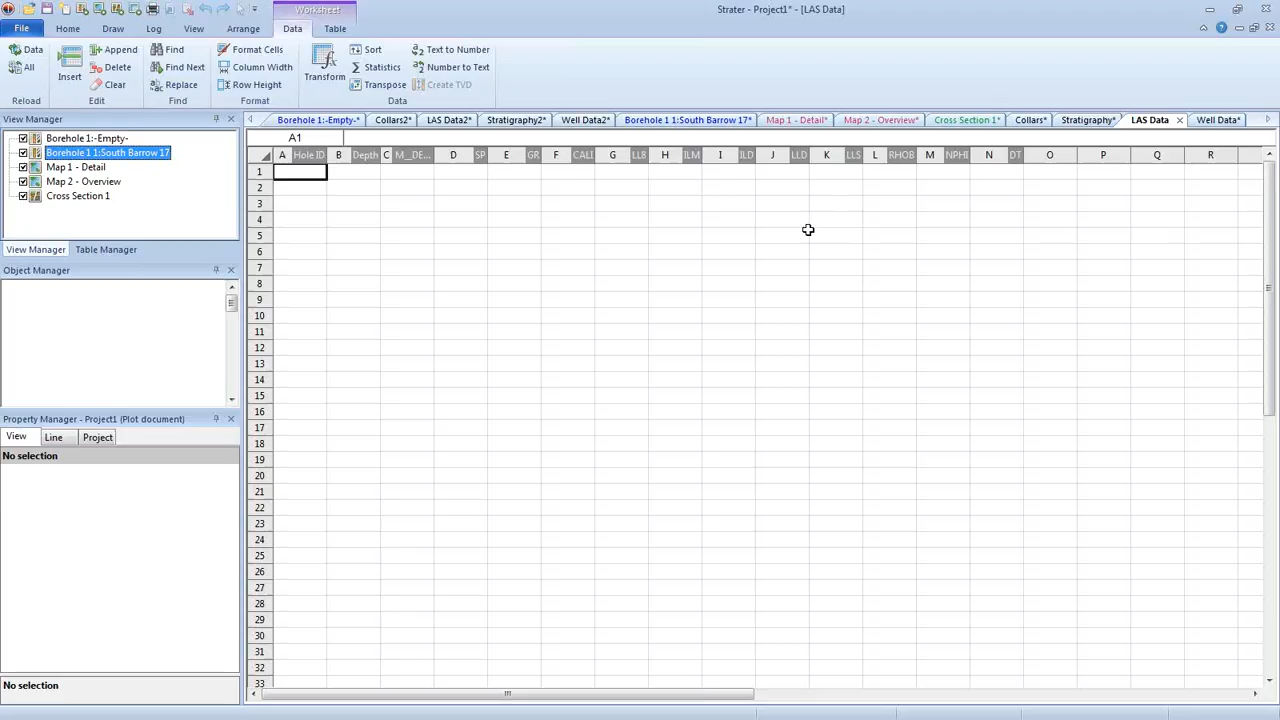 Worksheet
Strater - Project1* - [LAS Data]
File Home Draw Log View Arrange Data Table
Data
All
Reload
Insert
Append
Delete
Clear
Edit
Find
Find Next
Replace
Find
Format Cells
Column Width
Row Height
Format
Transform
Sort
Statistics
Transpose
Text to Number
Number to Text
Create TVD
Data
View Manager
Borehole 1:-Empty-
Borehole 1 1:South Barrow 17
Map 1 - Detail
Map 2 - Overview
Cross Section 1
View Manager Table Manager
Object Manager
Property Manager - Project1 (Plot document)
View Line Project
No selection
No selection
Borehole 1:-Empty-* Collars2* LAS Data2* Stratigraphy2* Well Data2* Borehole 1 1:South Barrow 17* Map 1 - Detail* Map 2 - Overview* Cross Section 1* Collars* Stratigraphy* LAS Data Well Data*
A1
A Hole ID B Depth C M__DE... D SP E GR F CALI G LL8 H ILM I ILD J LLD K LLS L RHOB M NPHI N DT O P Q R
1
2
3
4
5
6
7
8
9
10
11
12
13
14
15
16
17
18
19
20
21
22
23
24
25
26
27
28
29
30
31
32
33